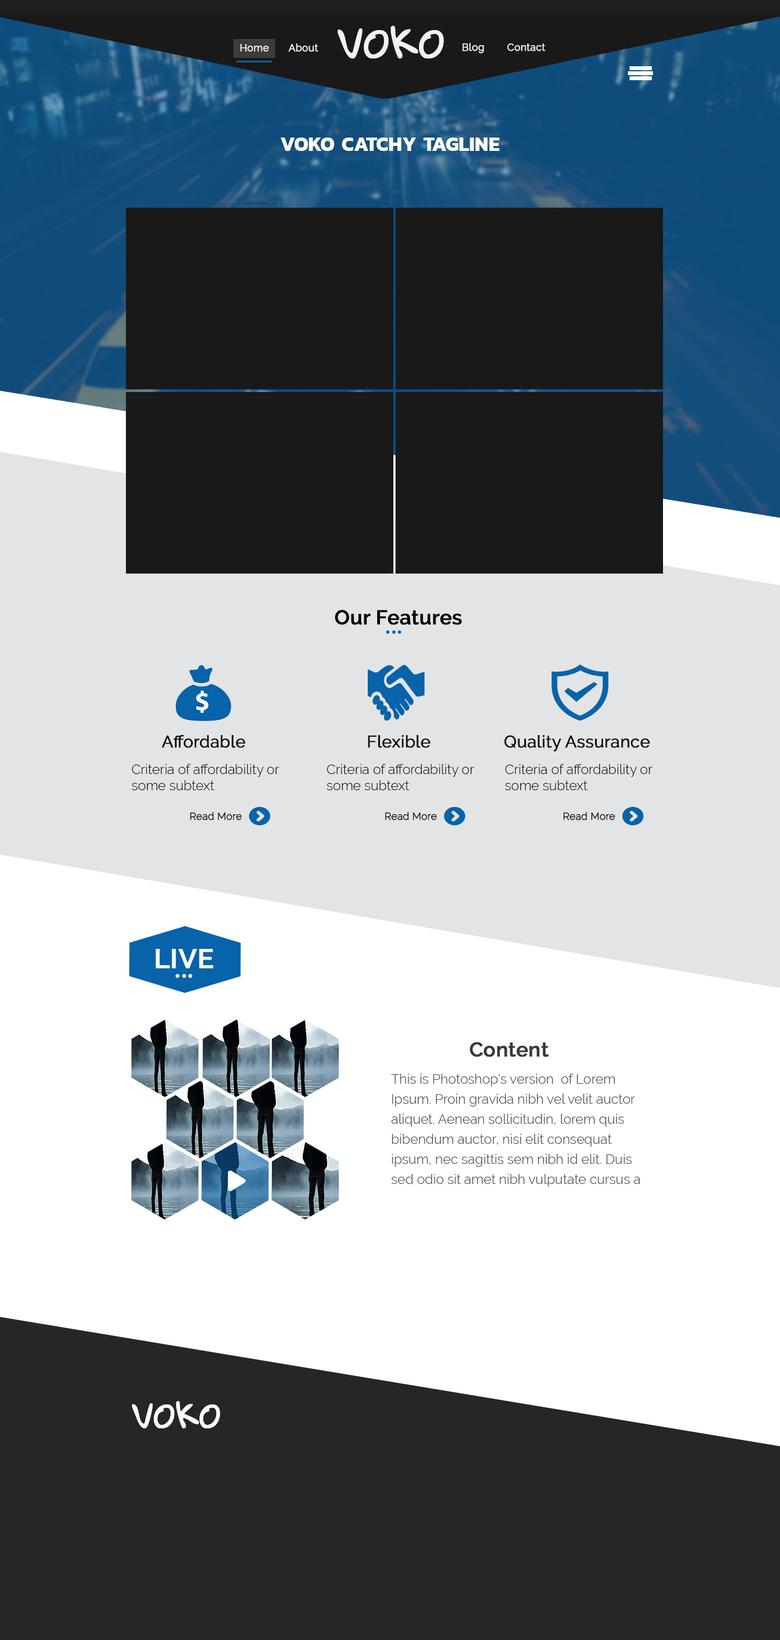 Home About VOKO Blog Contact
VOKO CATCHY TAGLINE
Our Features
$
Affordable
Criteria of affordability or
some subtext
Read More
Flexible
Criteria of affordability or
some subtext
Read More
Quality Assurance
Criteria of affordability or
some subtext
Read More
LIVE
Content
This is Photoshop's version  of Lorem
Ipsum. Proin gravida nibh vel velit auctor
aliquet. Aenean sollicitudin, lorem quis
bibendum auctor, nisi elit consequat
ipsum, nec sagittis sem nibh id elit. Duis
sed odio sit amet nibh vulputate cursus a
VOKO